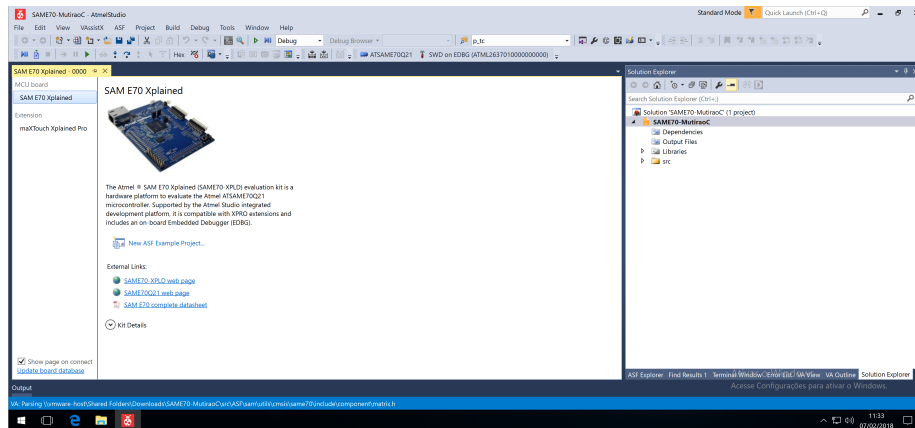 SAME70-MutiraoC - AtmelStudio
Standard Mode
Quick Launch (Ctrl+Q)
File Edit View VAssistX ASF Project Build Debug Tools Window Help
Debug Debug Browser p_tc
Hex ATSAME70Q21 SWD on EDBG (ATML2637010000000000)
SAM E70 Xplained - 0000
MCU board
SAM E70 Xplained
Extension
maXTouch Xplained Pro
SAM E70 Xplained
The Atmel ® SAM E70 Xplained (SAME70-XPLD) evaluation kit is a
hardware platform to evaluate the Atmel ATSAME70Q21
microcontroller. Supported by the Atmel Studio integrated
development platform, it is compatible with XPRO extensions and
includes an on-board Embedded Debugger (EDBG).
New ASF Example Project...
External Links:
SAME70-XPLD web page
SAME70Q21 web page
SAM E70 complete datasheet
Kit Details
Show page on connect
Update board database
Solution Explorer
Search Solution Explorer (Ctrl+;)
Solution 'SAME70-MutiraoC' (1 project)
SAME70-MutiraoC
Dependencies
Output Files
Libraries
src
ASF Explorer Find Results 1 Terminal Window Error List VA View VA Outline Solution Explorer
Output
Acesse Configurações para ativar o Windows.
VA: Parsing \\vmware-host\Shared Folders\Downloads\SAME70-MutiraoC\src\ASF\sam\utils\cmsis\same70\include\component\matrix.h
11:33
07/02/2018